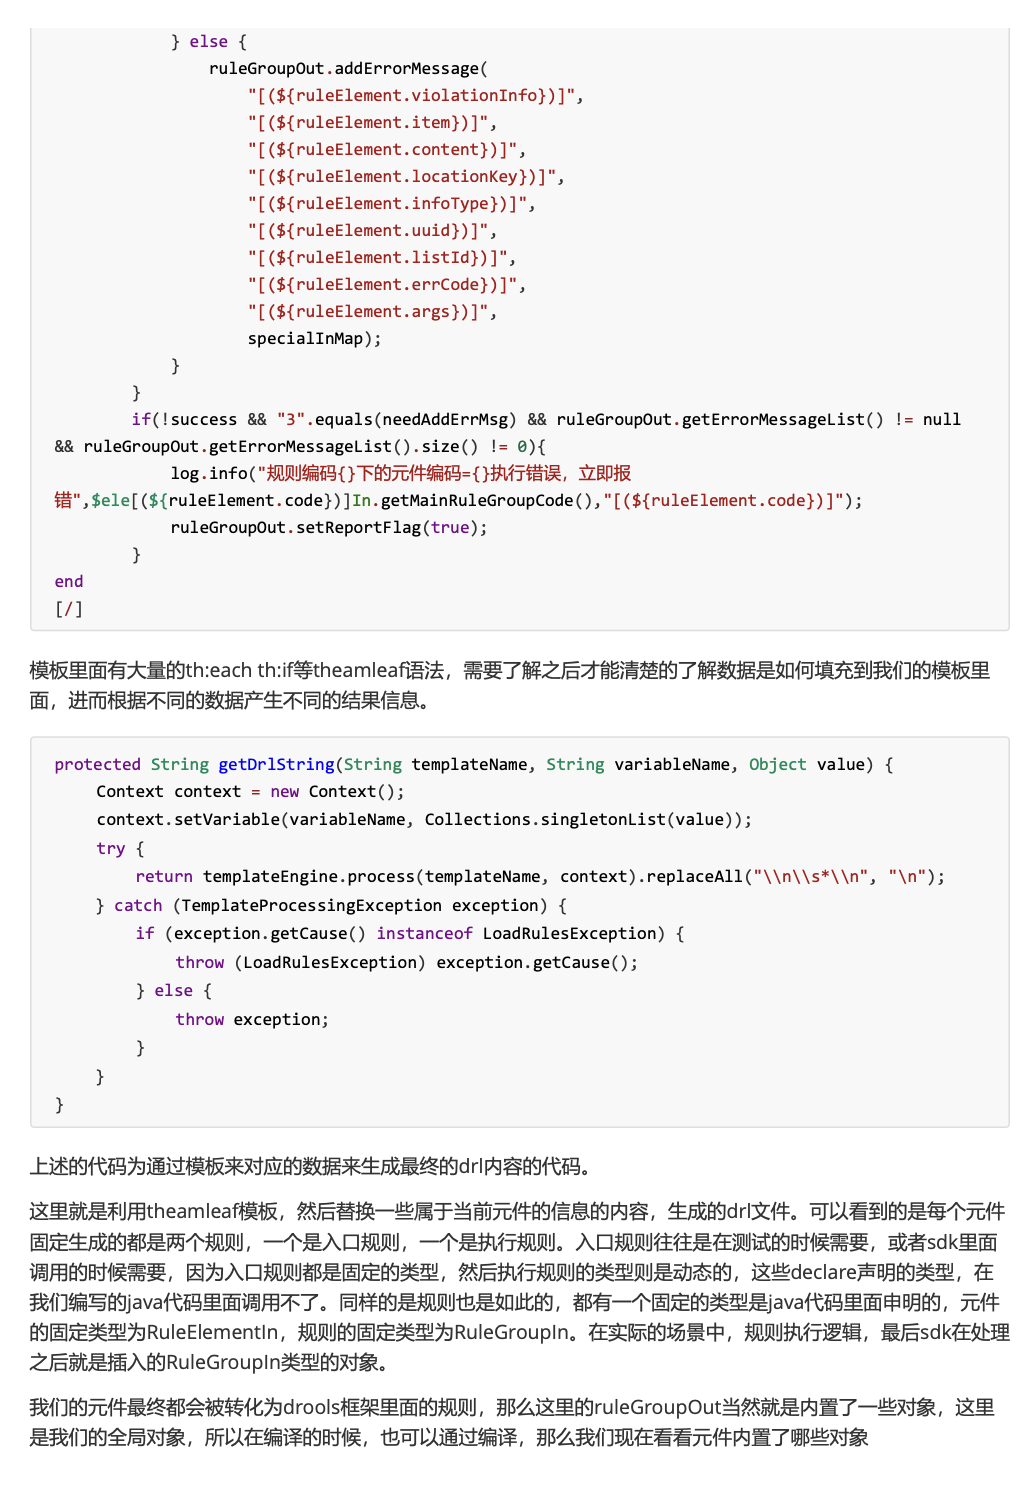 } else {
ruleGroupOut.addErrorMessage(
"[(${ruleElement.violationInfo})]",
"[(${ruleElement.item})]",
"[(${ruleElement.content})]",
"[(${ruleElement.locationKey})]",
"[(${ruleElement.infoType})]",
"[(${ruleElement.uuid})]",
"[(${ruleElement.listId})]",
"[(${ruleElement.errCode})]",
"[(${ruleElement.args})]",
specialInMap);
}
}
if(!success && "3".equals(needAddErrMsg) && ruleGroupOut.getErrorMessageList() != null
&& ruleGroupOut.getErrorMessageList().size() != 0){
log.info("规则编码{}下的元件编码={}执行错误，立即报
错",$ele[(${ruleElement.code})]In.getMainRuleGroupCode(),"[(${ruleElement.code})]");
ruleGroupOut.setReportFlag(true);
}
end
[/]
模板里面有大量的th:each th:if等theamleaf语法，需要了解之后才能清楚的了解数据是如何填充到我们的模板里
面，进而根据不同的数据产生不同的结果信息。
protected String getDrlString(String templateName, String variableName, Object value) {
Context context = new Context();
context.setVariable(variableName, Collections.singletonList(value));
try {
return templateEngine.process(templateName, context).replaceAll("\\n\\s*\\n", "\n");
} catch (TemplateProcessingException exception) {
if (exception.getCause() instanceof LoadRulesException) {
throw (LoadRulesException) exception.getCause();
} else {
throw exception;
}
}
}
上述的代码为通过模板来对应的数据来生成最终的drl内容的代码。
这里就是利用theamleaf模板，然后替换一些属于当前元件的信息的内容，生成的drl文件。可以看到的是每个元件
固定生成的都是两个规则，一个是入口规则，一个是执行规则。入口规则往往是在测试的时候需要，或者sdk里面
调用的时候需要，因为入口规则都是固定的类型，然后执行规则的类型则是动态的，这些declare声明的类型，在
我们编写的java代码里面调用不了。同样的是规则也是如此的，都有一个固定的类型是java代码里面申明的，元件
的固定类型为RuleElementIn，规则的固定类型为RuleGroupIn。在实际的场景中，规则执行逻辑，最后sdk在处理
之后就是插入的RuleGroupIn类型的对象。
我们的元件最终都会被转化为drools框架里面的规则，那么这里的ruleGroupOut当然就是内置了一些对象，这里
是我们的全局对象，所以在编译的时候，也可以通过编译，那么我们现在看看元件内置了哪些对象